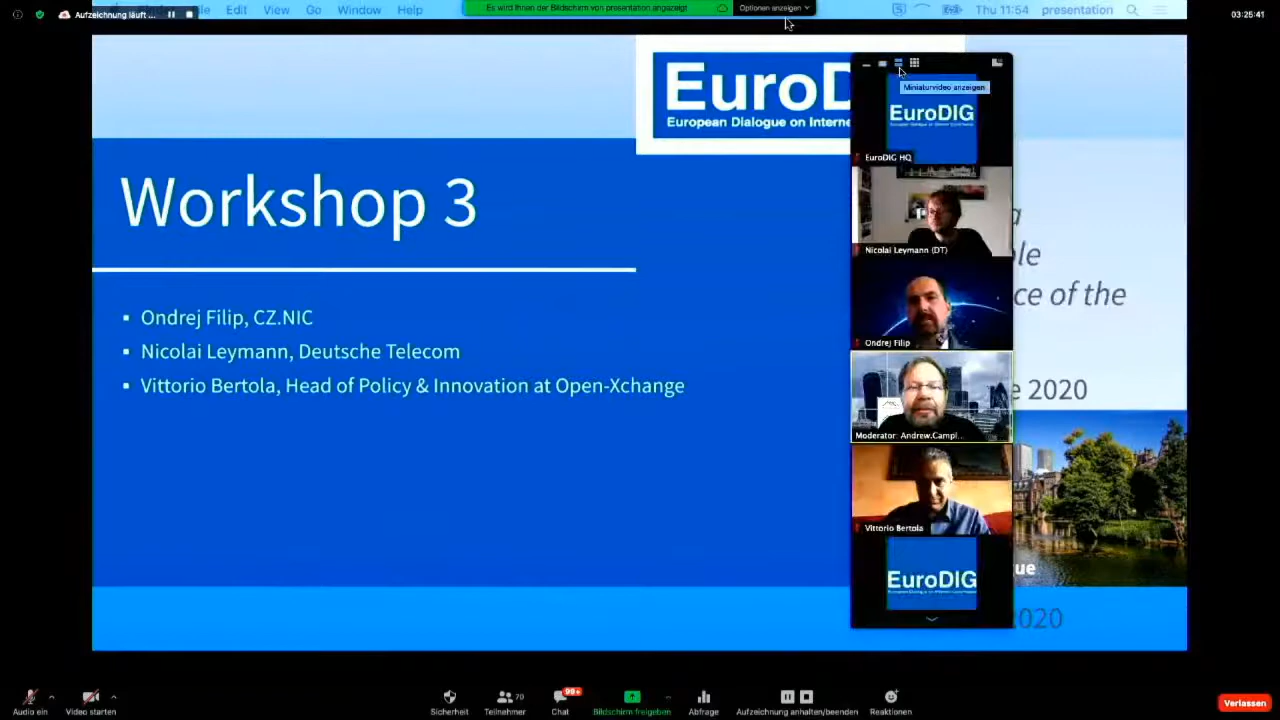 Aufzeichnung läuft ...
Edit View Go Window Help
Es wird Ihnen der Bildschirm von presentation angezeigt
Optionen anzeigen
Thu 11:54 presentation
03:25:41
EuroD
European Dialogue on Interne
Miniaturvideo anzeigen
EuroDIG
EuroDIG HQ
Workshop 3
Nicolai Leymann (DT)
ce of the
▪ Ondrej Filip, CZ.NIC
▪ Nicolai Leymann, Deutsche Telecom
▪ Vittorio Bertola, Head of Policy & Innovation at Open-Xchange
Ondrej Filip
e 2020
Moderator: Andrew.Campl...
Vittorio Bertola
EuroDIG
ue
2020
Audio ein
Video starten
Sicherheit
79
Teilnehmer
99+
Chat
Bildschirm freigeben
Abfrage
Aufzeichnung anhalten/beenden
Reaktionen
Verlassen